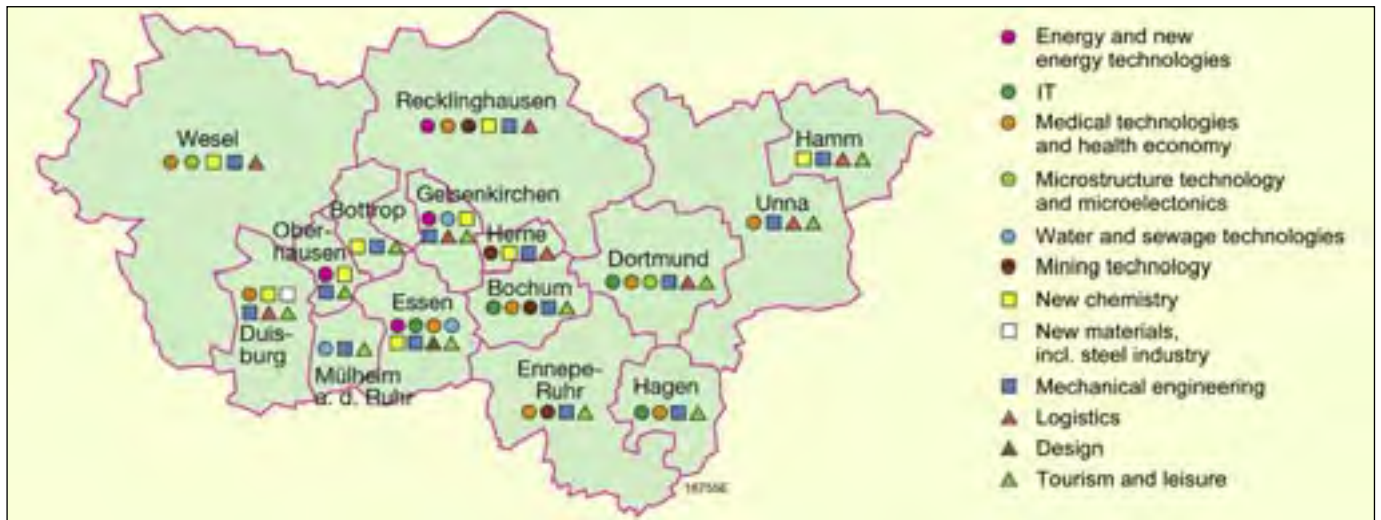 Recklinghausen
Wesel
Hamm
Gelsenkirchen
Unna
Bottrop
Ober-
hausen
Herne
Dortmund
Bochum
Essen
Duis-
burg
Mülheim
a. d. Ruhr
Ennepe-
Ruhr
Hagen
16755E
Energy and new
energy technologies
IT
Medical technologies
and health economy
Microstructure technology
and microelectonics
Water and sewage technologies
Mining technology
New chemistry
New materials,
incl. steel industry
Mechanical engineering
Logistics
Design
Tourism and leisure